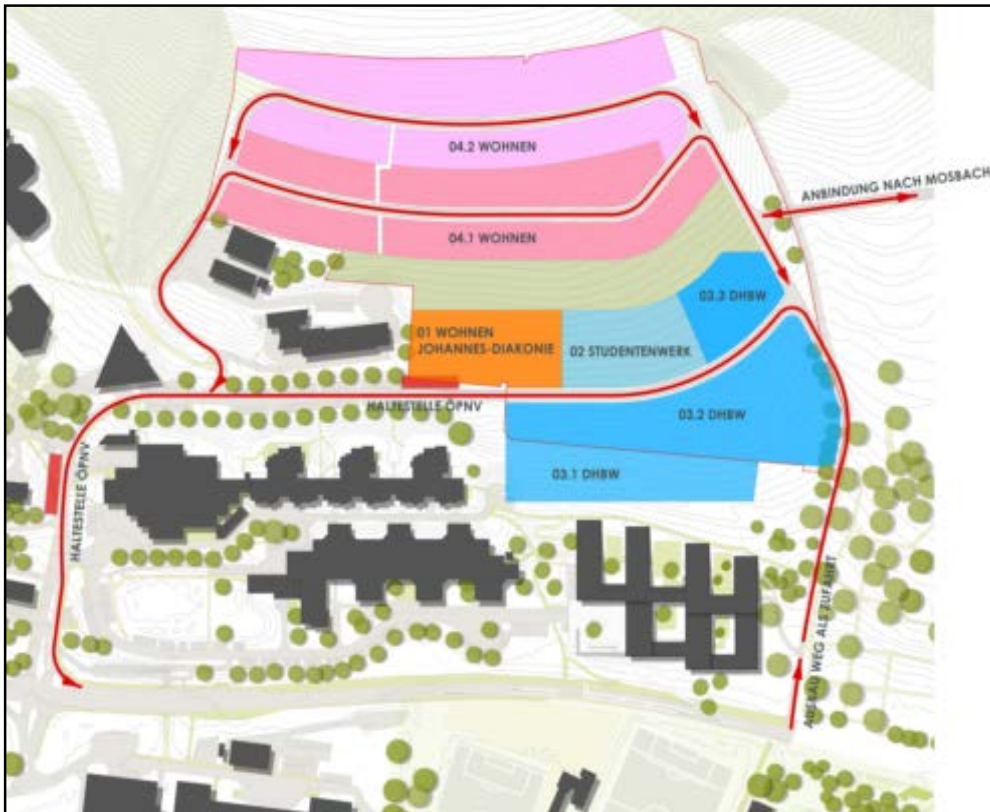 04.2 WOHNEN
ANBINDUNG NACH MOSBACH
04.1 WOHNEN
03.3 DHBW
01 WOHNEN
JOHANNES-DIAKONIE
02 STUDENTENWERK
HALTESTELLE ÖPNV
03.2 DHBW
03.1 DHBW
HALTESTELLE ÖPNV
AUSBAU WEG ALS ZUFAHRT